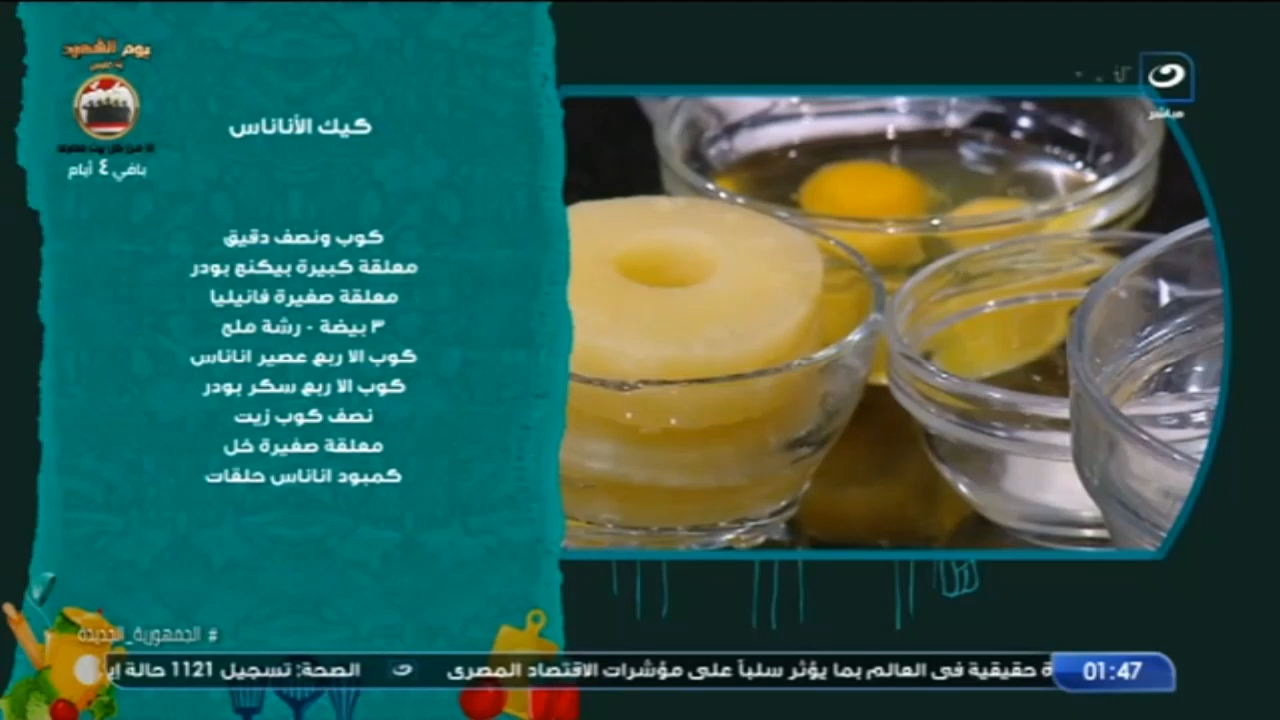 يوم الشهيد
باقي ٤ أيام
مباشر
كيك الأناناس
كوب ونصف دقيق
معلقة كبيرة بيكنج بودر
معلقة صغيرة فانيليا
٣ بيضة - رشة ملح
كوب الا ربع عصير اناناس
كوب الا ربع سكر بودر
نصف كوب زيت
معلقة صغيرة خل
كمبود اناناس حلقات
# الجمهورية_الجديدة
ة حقيقية فى العالم بما يؤثر سلباً على مؤشرات الاقتصاد المصرى الصحة: تسجيل 1121 حالة إي
01:47